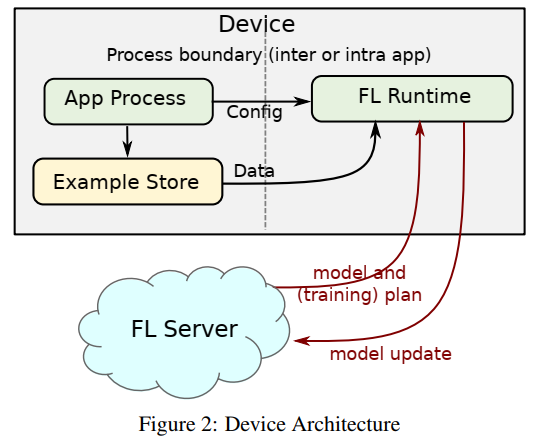 Device
Process boundary (inter or intra app)
App Process
FL Runtime
Config
Data
Example Store
model and
(training) plan
FL Server
model update
Figure 2: Device Architecture